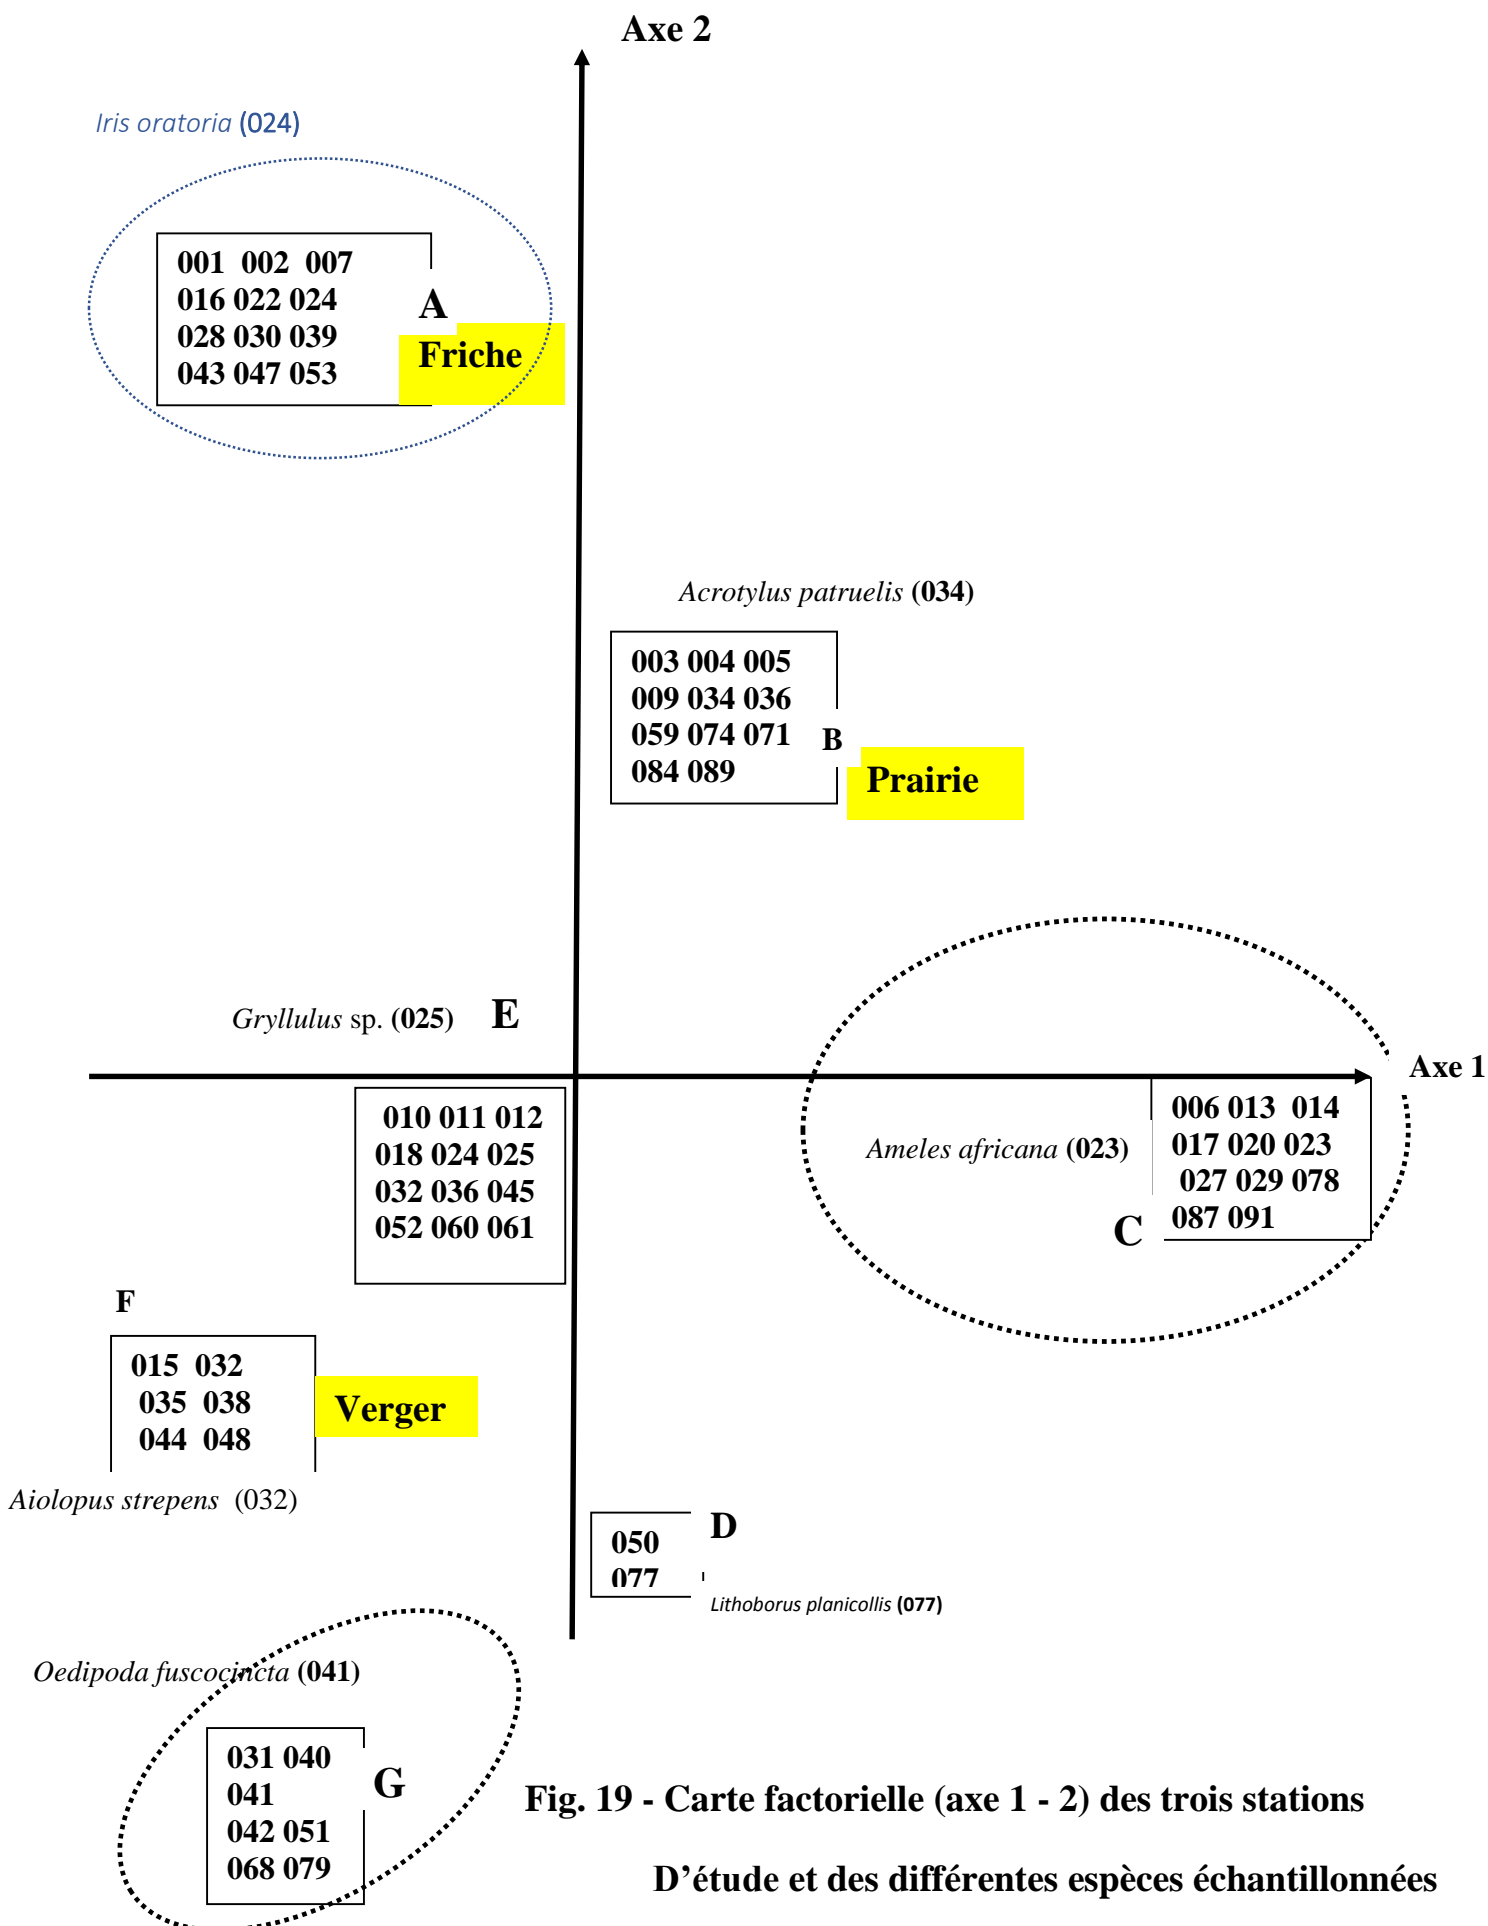 Axe 2
Iris oratoria (024)
001 002 007
016 022 024
028 030 039
043 047 053
A
Friche
Acrotylus patruelis (034)
003 004 005
009 034 036
059 074 071
084 089
B
Prairie
Gryllulus sp. (025)
E
Axe 1
010 011 012
018 024 025
032 036 045
052 060 061
Ameles africana (023)
006 013 014
017 020 023
027 029 078
087 091
C
F
015 032
035 038
044 048
Verger
Aiolopus strepens (032)
050
077
D
Lithoborus planicollis (077)
Oedipoda fuscocincta (041)
031 040
041
042 051
068 079
G
Fig. 19 - Carte factorielle (axe 1 - 2) des trois stations
D’étude et des différentes espèces échantillonnées